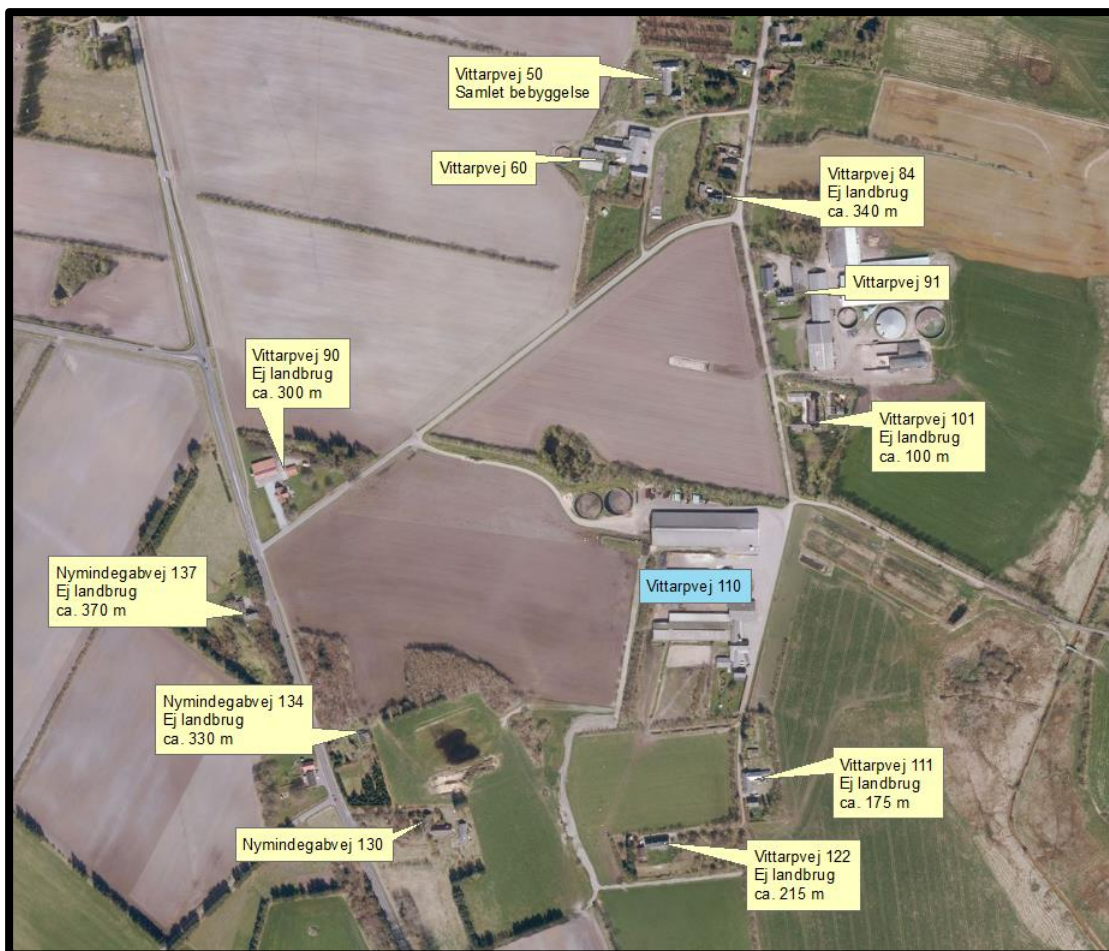 Vittarpvej 50
Samlet bebyggelse
Vittarpvej 60
Vittarpvej 84
Ej landbrug
ca. 340 m
Vittarpvej 91
Vittarpvej 90
Ej landbrug
ca. 300 m
Vittarpvej 101
Ej landbrug
ca. 100 m
Nymindegabvej 137
Ej landbrug
ca. 370 m
Vittarpvej 110
Nymindegabvej 134
Ej landbrug
ca. 330 m
Vittarpvej 111
Ej landbrug
ca. 175 m
Nymindegabvej 130
Vittarpvej 122
Ej landbrug
ca. 215 m